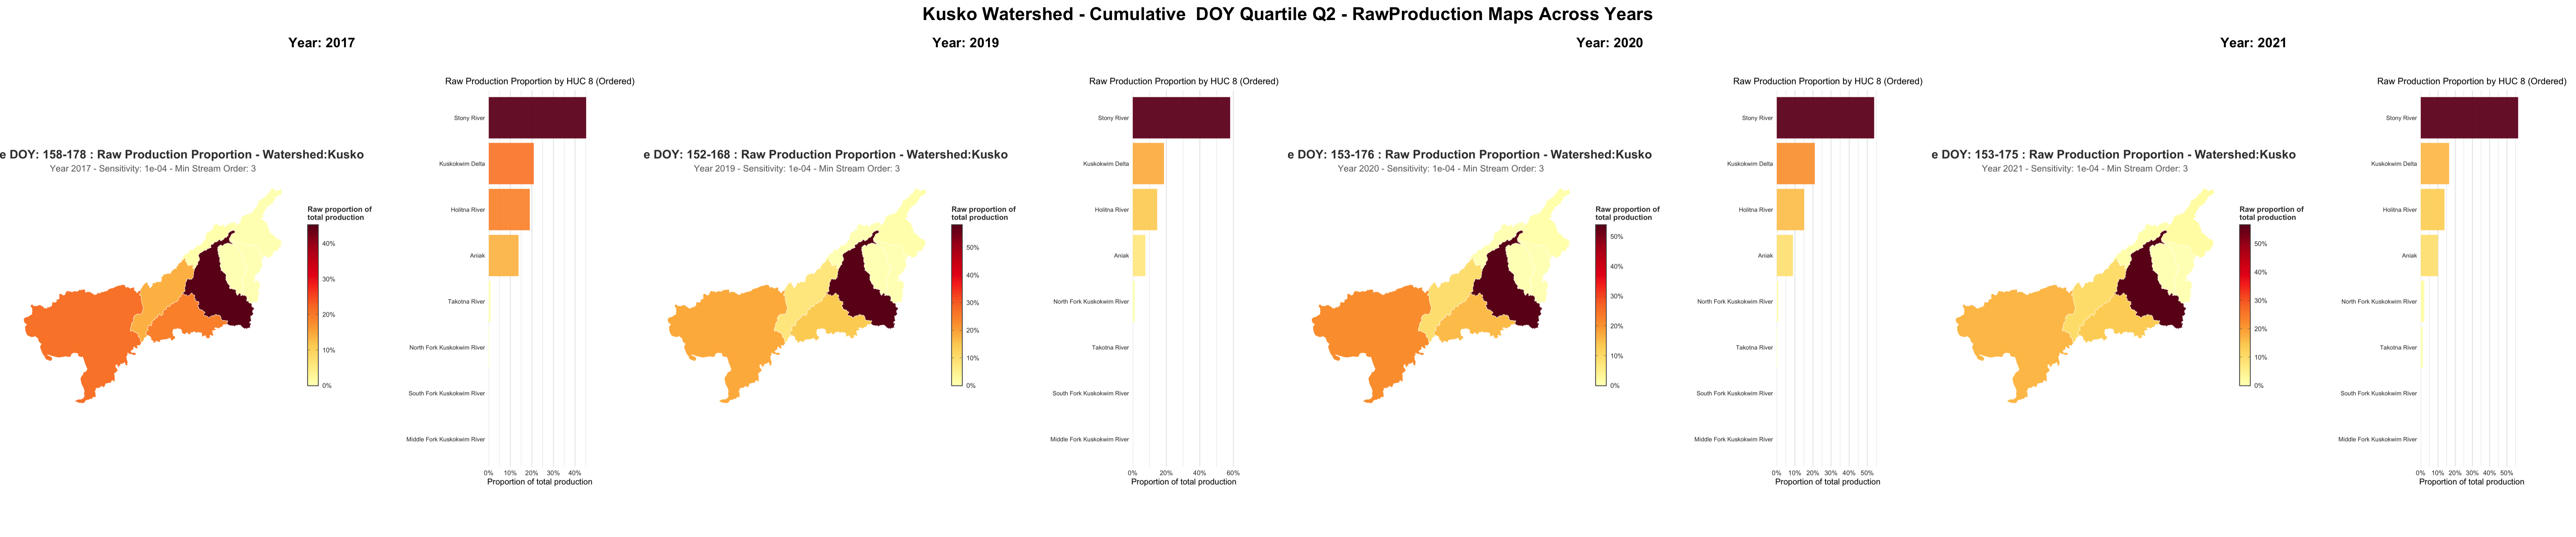 Kusko Watershed - Cumulative  DOY Quartile Q2 - RawProduction Maps Across Years
Year: 2017
e DOY: 158-178 : Raw Production Proportion - Watershed:Kusko
Year 2017 - Sensitivity: 1e-04 - Min Stream Order: 3
Raw proportion of
total production
40%
30%
20%
10%
0%
Raw Production Proportion by HUC 8 (Ordered)
Stony River
Kuskokwim Delta
Holitna River
Aniak
Takotna River
North Fork Kuskokwim River
South Fork Kuskokwim River
Middle Fork Kuskokwim River
0% 10% 20% 30% 40%
Proportion of total production
Year: 2019
e DOY: 152-168 : Raw Production Proportion - Watershed:Kusko
Year 2019 - Sensitivity: 1e-04 - Min Stream Order: 3
Raw proportion of
total production
50%
40%
30%
20%
10%
0%
Raw Production Proportion by HUC 8 (Ordered)
Stony River
Kuskokwim Delta
Holitna River
Aniak
North Fork Kuskokwim River
Takotna River
South Fork Kuskokwim River
Middle Fork Kuskokwim River
0% 20% 40% 60%
Proportion of total production
Year: 2020
e DOY: 153-176 : Raw Production Proportion - Watershed:Kusko
Year 2020 - Sensitivity: 1e-04 - Min Stream Order: 3
Raw proportion of
total production
50%
40%
30%
20%
10%
0%
Raw Production Proportion by HUC 8 (Ordered)
Stony River
Kuskokwim Delta
Holitna River
Aniak
North Fork Kuskokwim River
Takotna River
South Fork Kuskokwim River
Middle Fork Kuskokwim River
0% 10% 20% 30% 40% 50%
Proportion of total production
Year: 2021
e DOY: 153-175 : Raw Production Proportion - Watershed:Kusko
Year 2021 - Sensitivity: 1e-04 - Min Stream Order: 3
Raw proportion of
total production
50%
40%
30%
20%
10%
0%
Raw Production Proportion by HUC 8 (Ordered)
Stony River
Kuskokwim Delta
Holitna River
Aniak
North Fork Kuskokwim River
Takotna River
South Fork Kuskokwim River
Middle Fork Kuskokwim River
0% 10% 20% 30% 40% 50%
Proportion of total production